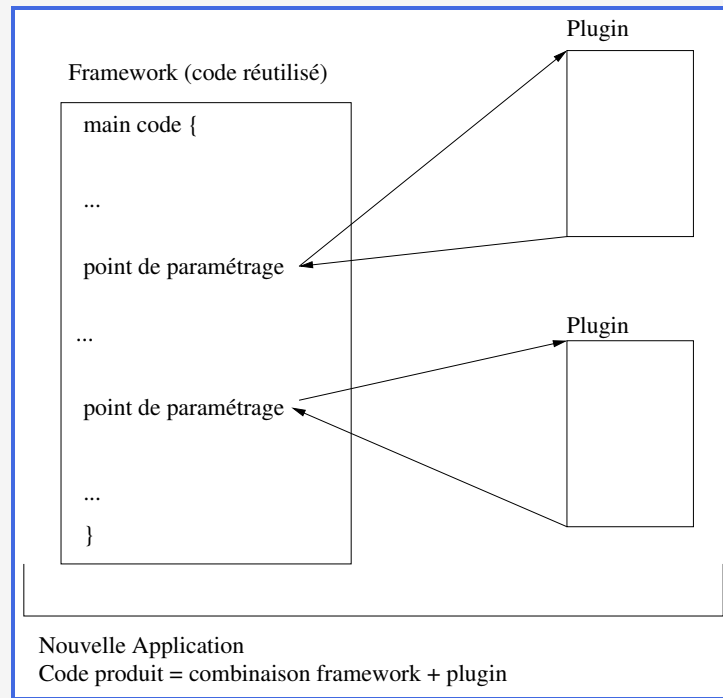 Plugin
Framework (code réutilisé)
main code {
...
point de paramétrage
...
Plugin
point de paramétrage
...
}
Nouvelle Application
Code produit = combinaison framework + plugin